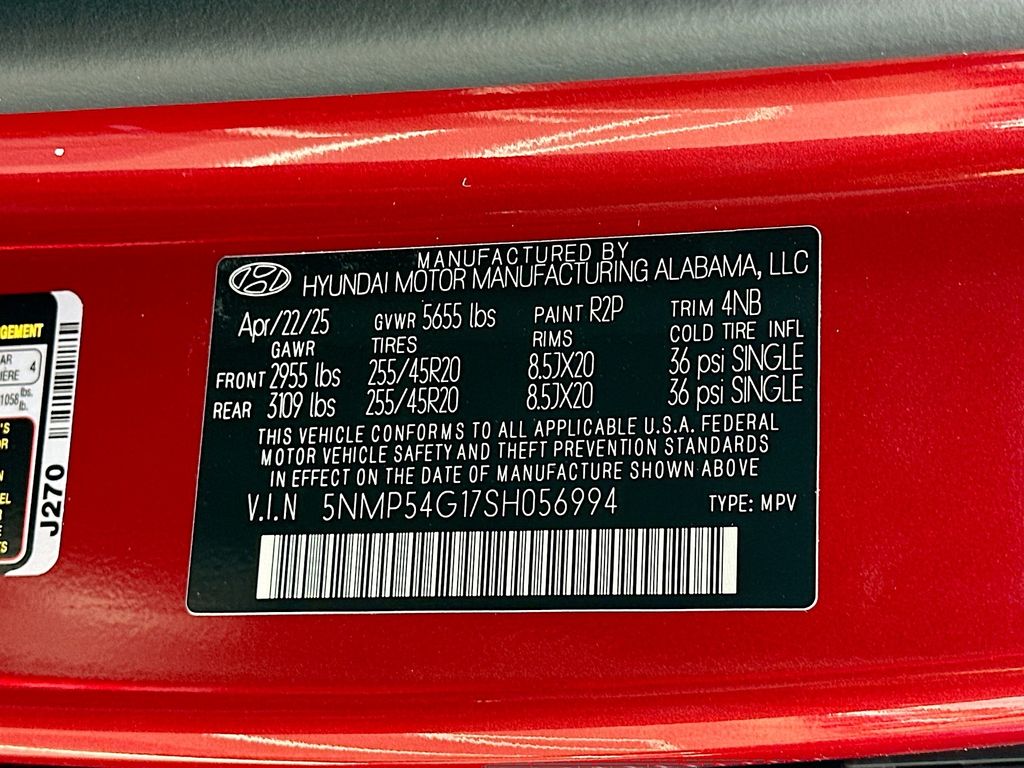 MANUFACTURED BY
HYUNDAI MOTOR MANUFACTURING ALABAMA, LLC
Apr/22/25 GVWR 5655 lbs PAINT R2P TRIM 4NB
GAWR TIRES RIMS COLD TIRE INFL
FRONT 2955 lbs 255/45R20 8.5JX20 36 psi SINGLE
REAR 3109 lbs 255/45R20 8.5JX20 36 psi SINGLE
THIS VEHICLE CONFORMS TO ALL APPLICABLE U.S.A. FEDERAL
MOTOR VEHICLE SAFETY AND THEFT PREVENTION STANDARDS
IN EFFECT ON THE DATE OF MANUFACTURE SHOWN ABOVE
V.I.N 5NMP54G17SH056994 TYPE: MPV
4
J270